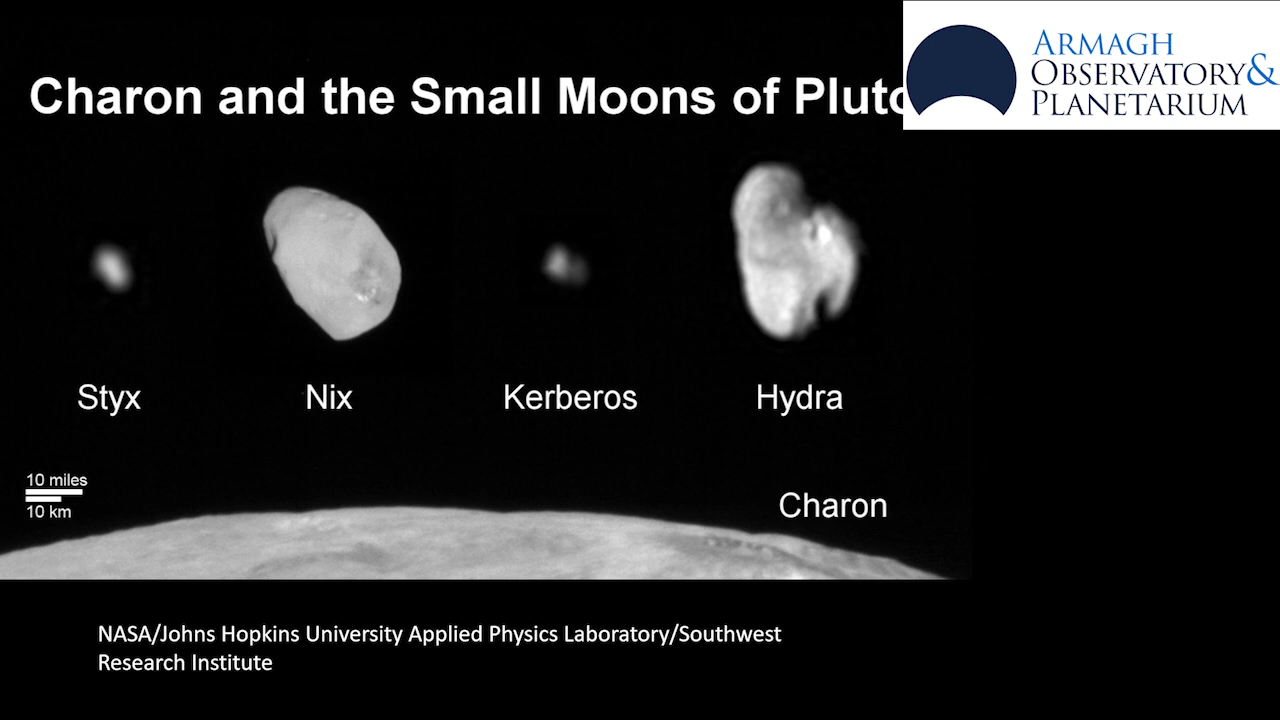 Charon and the Small Moons of Pluto
ARMAGH
OBSERVATORY&
PLANETARIUM
Styx
Nix
Kerberos
Hydra
10 miles
10 km
Charon
NASA/Johns Hopkins University Applied Physics Laboratory/Southwest
Research Institute